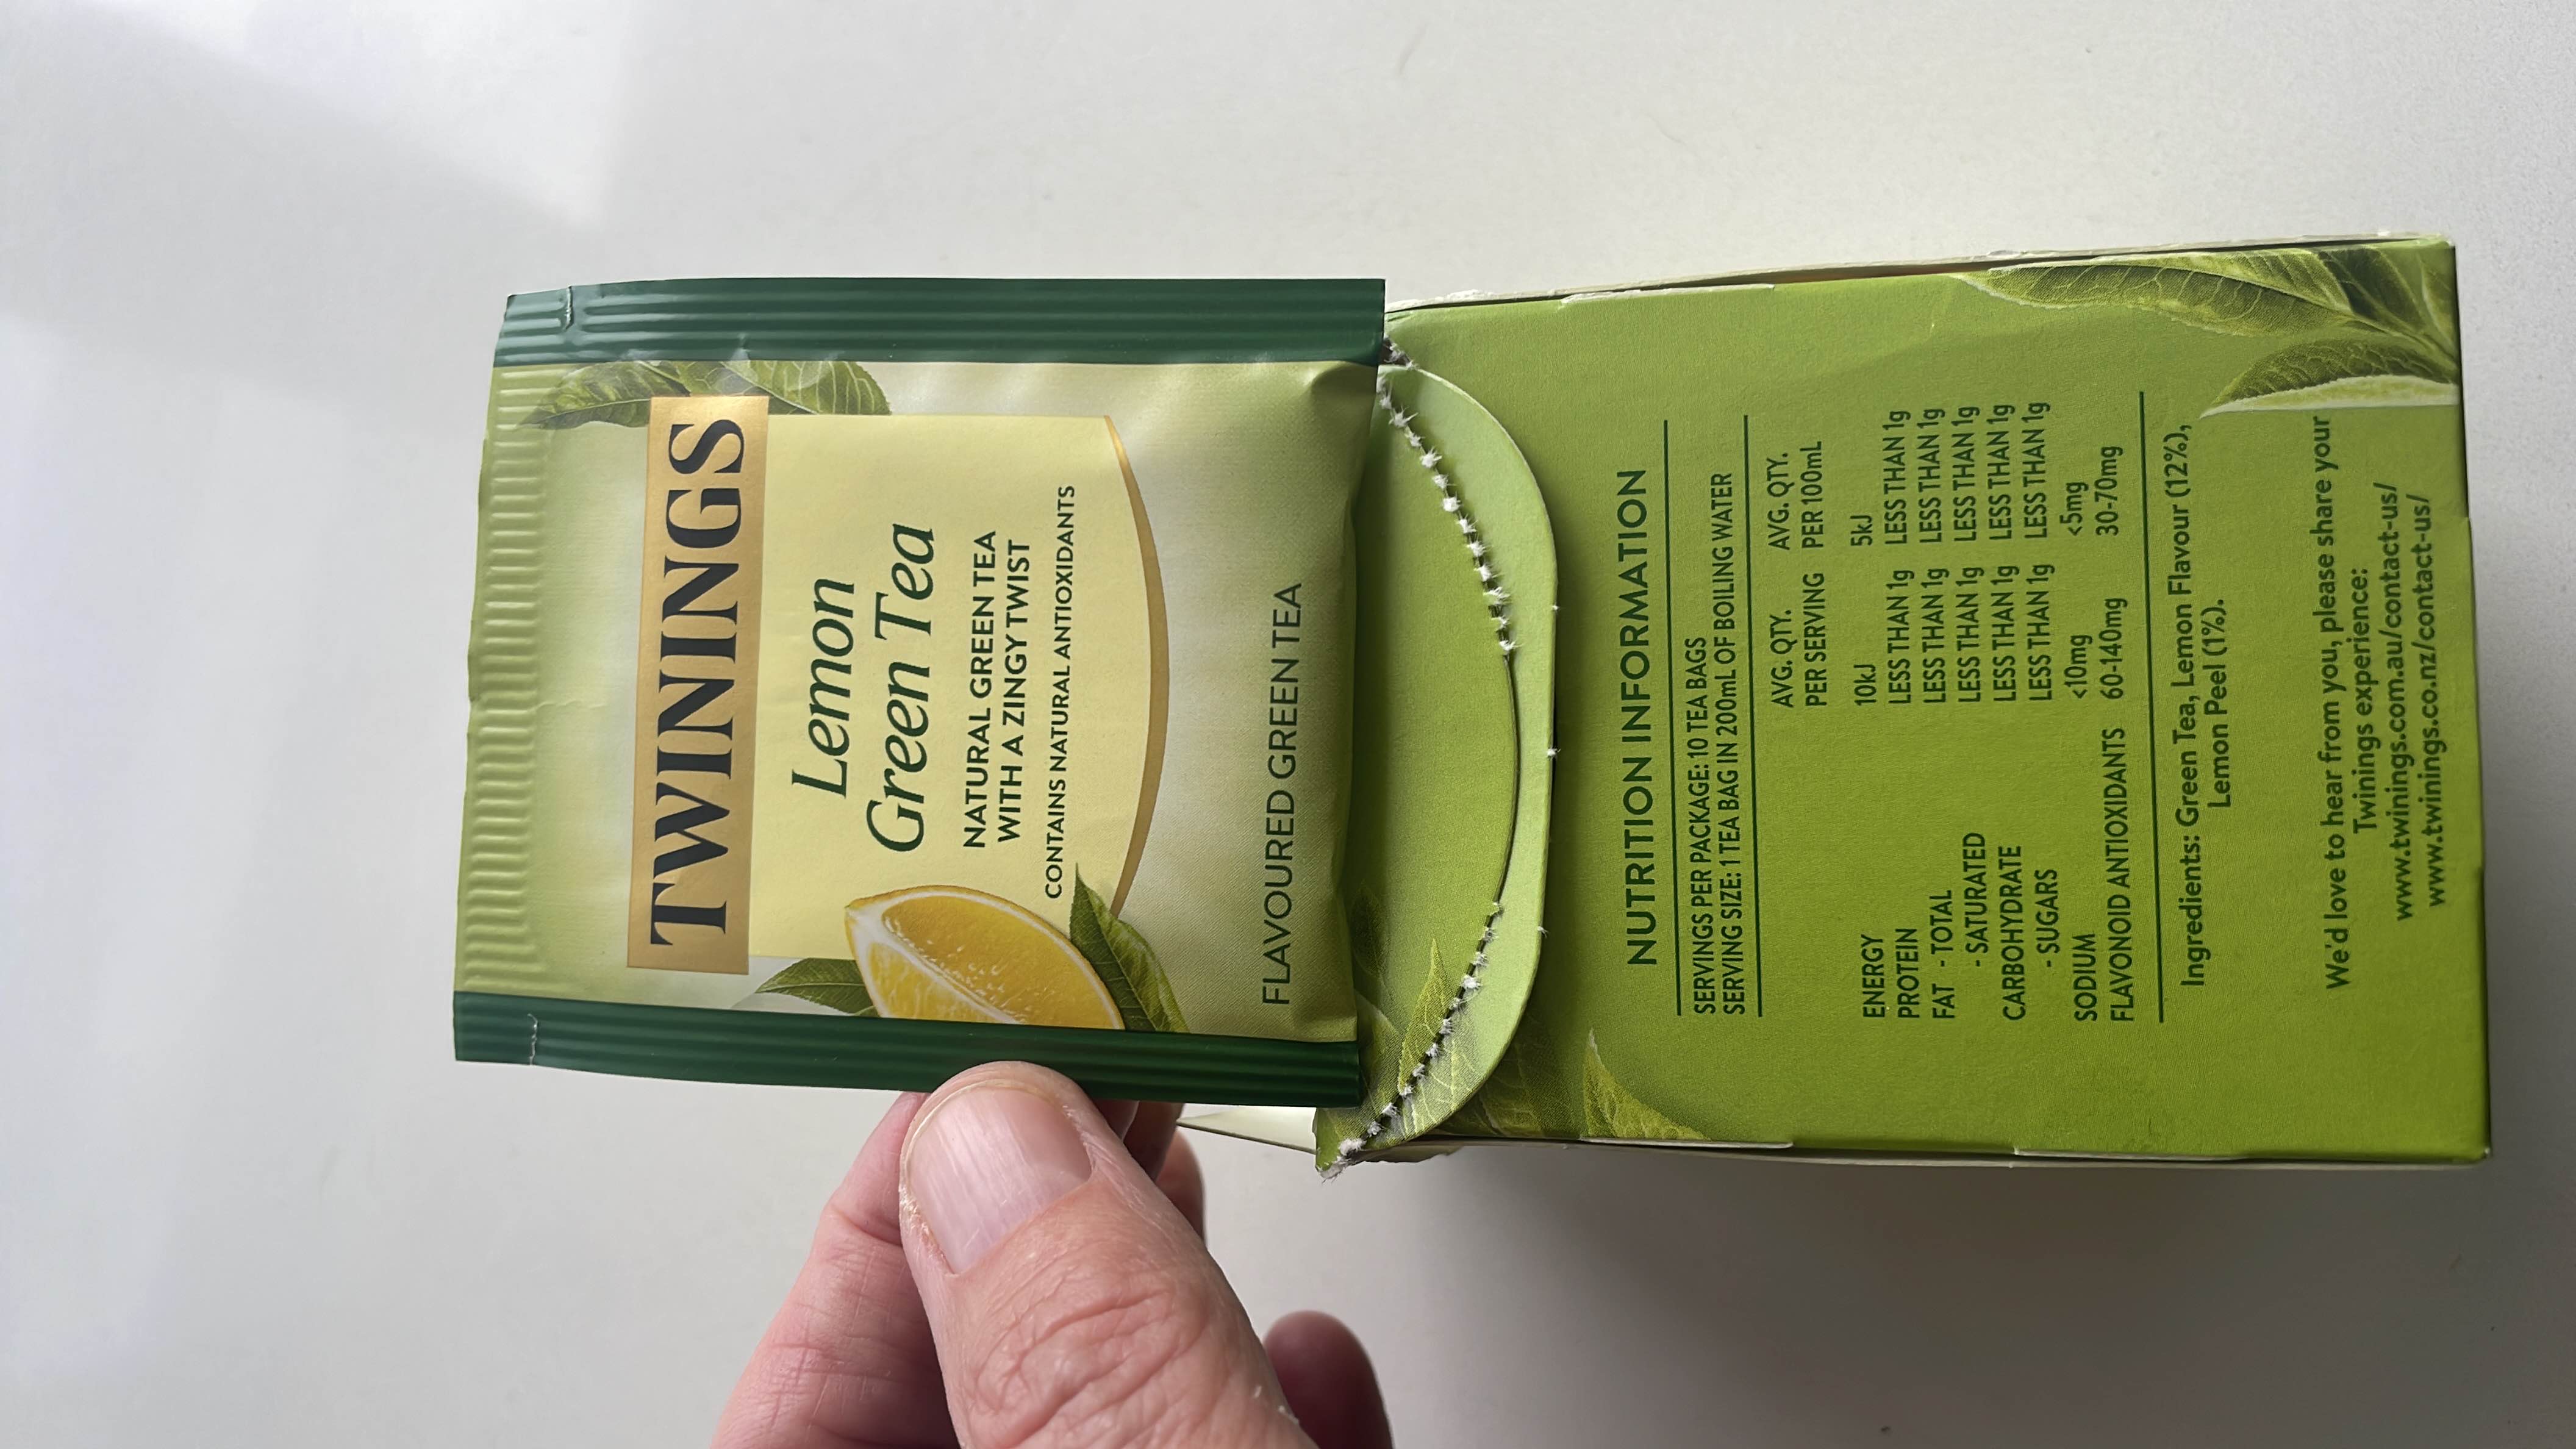 TWININGS
Lemon
Green Tea
NATURAL GREEN TEA
WITH A ZINGY TWIST
CONTAINS NATURAL ANTIOXIDANTS
FLAVOURED GREEN TEA
NUTRITION INFORMATION
SERVINGS PER PACKAGE: 10 TEA BAGS
SERVING SIZE: 1 TEA BAG IN 200mL OF BOILING WATER
AVG. QTY. AVG. QTY.
PER SERVING PER 100mL
ENERGY 10kJ 5kJ
PROTEIN LESS THAN 1g LESS THAN 1g
FAT - TOTAL LESS THAN 1g LESS THAN 1g
- SATURATED LESS THAN 1g LESS THAN 1g
CARBOHYDRATE LESS THAN 1g LESS THAN 1g
- SUGARS LESS THAN 1g LESS THAN 1g
SODIUM <10mg <5mg
FLAVONOID ANTIOXIDANTS 60-140mg 30-70mg
Ingredients: Green Tea, Lemon Flavour (12%),
Lemon Peel (1%).
We'd love to hear from you, please share your
Twinings experience:
www.twinings.com.au/contact-us/
www.twinings.co.nz/contact-us/